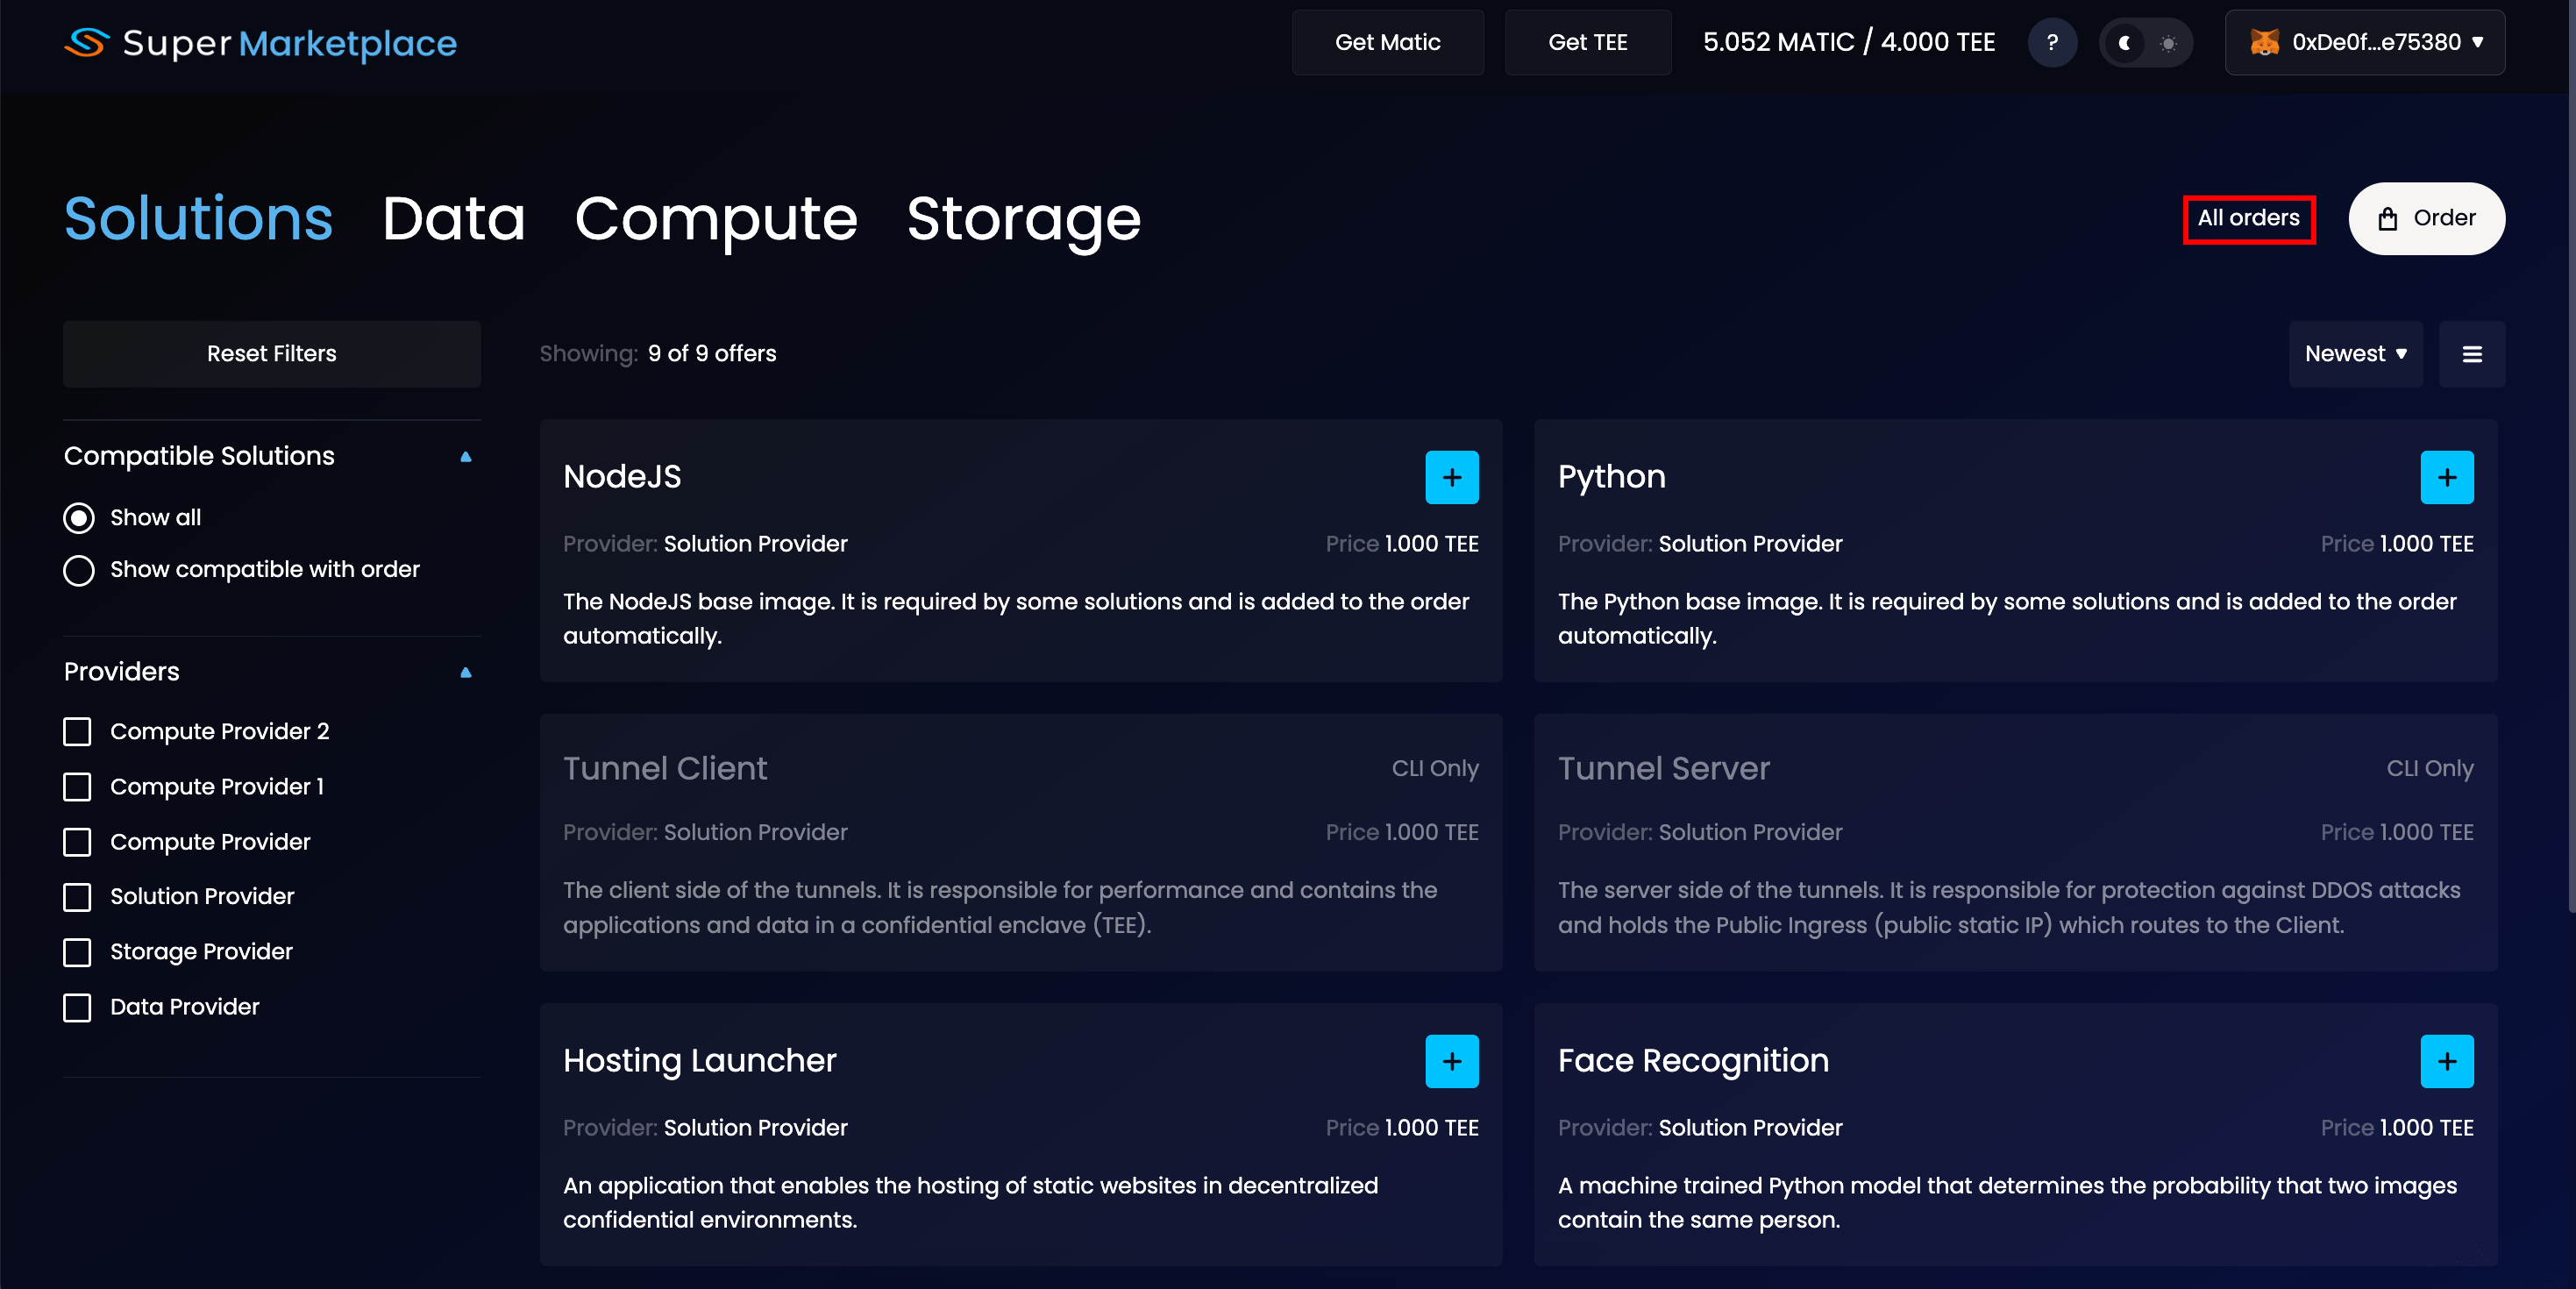 Super Marketplace
Get Matic
Get TEE
5.052 MATIC / 4.000 TEE
?
0xDe0f...e75380
Solutions
Data
Compute
Storage
All orders
Order
Reset Filters
Showing: 9 of 9 offers
Newest
Compatible Solutions
Show all
Show compatible with order
Providers
Compute Provider 2
Compute Provider 1
Compute Provider
Solution Provider
Storage Provider
Data Provider
NodeJS
Provider: Solution Provider
Price 1.000 TEE
The NodeJS base image. It is required by some solutions and is added to the order
automatically.
Python
Provider: Solution Provider
Price 1.000 TEE
The Python base image. It is required by some solutions and is added to the order
automatically.
Tunnel Client
CLI Only
Provider: Solution Provider
Price 1.000 TEE
The client side of the tunnels. It is responsible for performance and contains the
applications and data in a confidential enclave (TEE).
Tunnel Server
CLI Only
Provider: Solution Provider
Price 1.000 TEE
The server side of the tunnels. It is responsible for protection against DDOS attacks
and holds the Public Ingress (public static IP) which routes to the Client.
Hosting Launcher
Provider: Solution Provider
Price 1.000 TEE
An application that enables the hosting of static websites in decentralized
confidential environments.
Face Recognition
Provider: Solution Provider
Price 1.000 TEE
A machine trained Python model that determines the probability that two images
contain the same person.